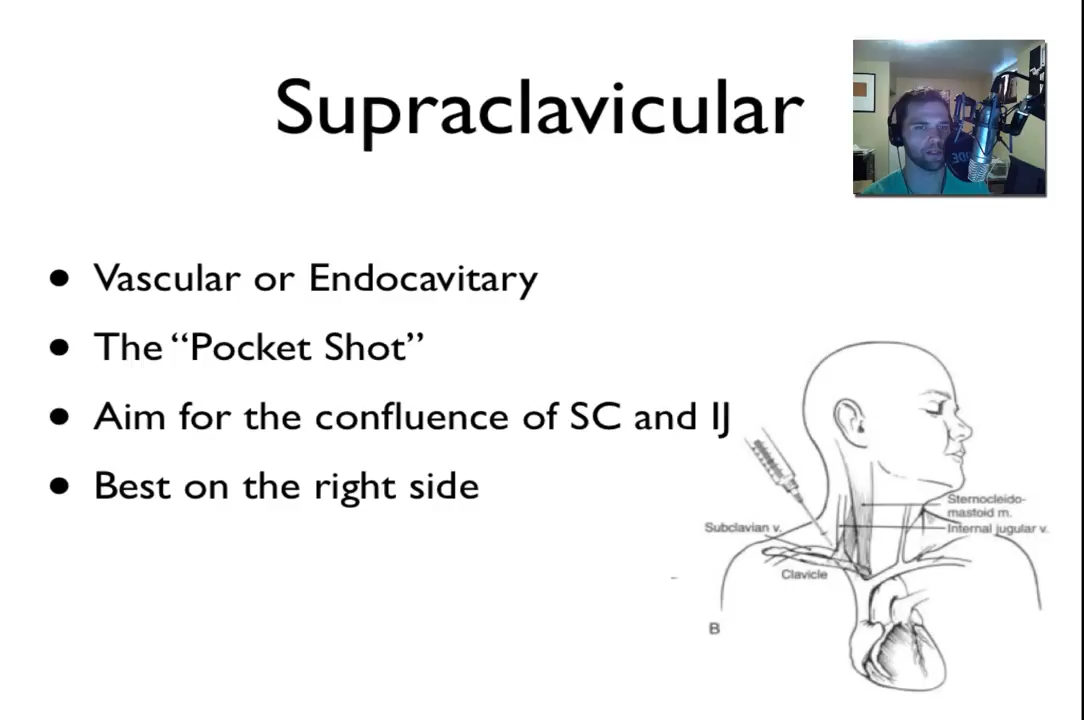 Supraclavicular
• Vascular or Endocavitary
• The “Pocket Shot”
• Aim for the confluence of SC and IJ
• Best on the right side
Sternocleido-
mastoid m.
Subclavian v.
Internal jugular v.
Clavicle
B